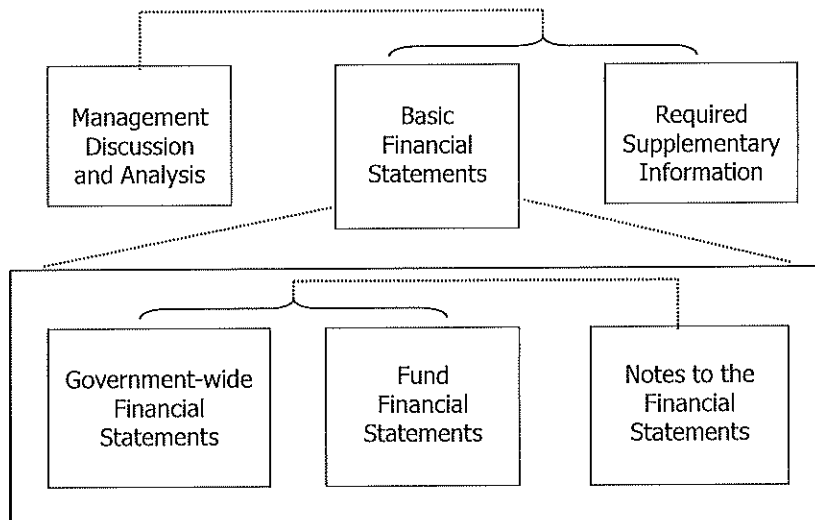 Management
Discussion
and Analysis
Basic
Financial
Statements
Required
Supplementary
Information
Government-wide
Financial
Statements
Fund
Financial
Statements
Notes to the
Financial
Statements